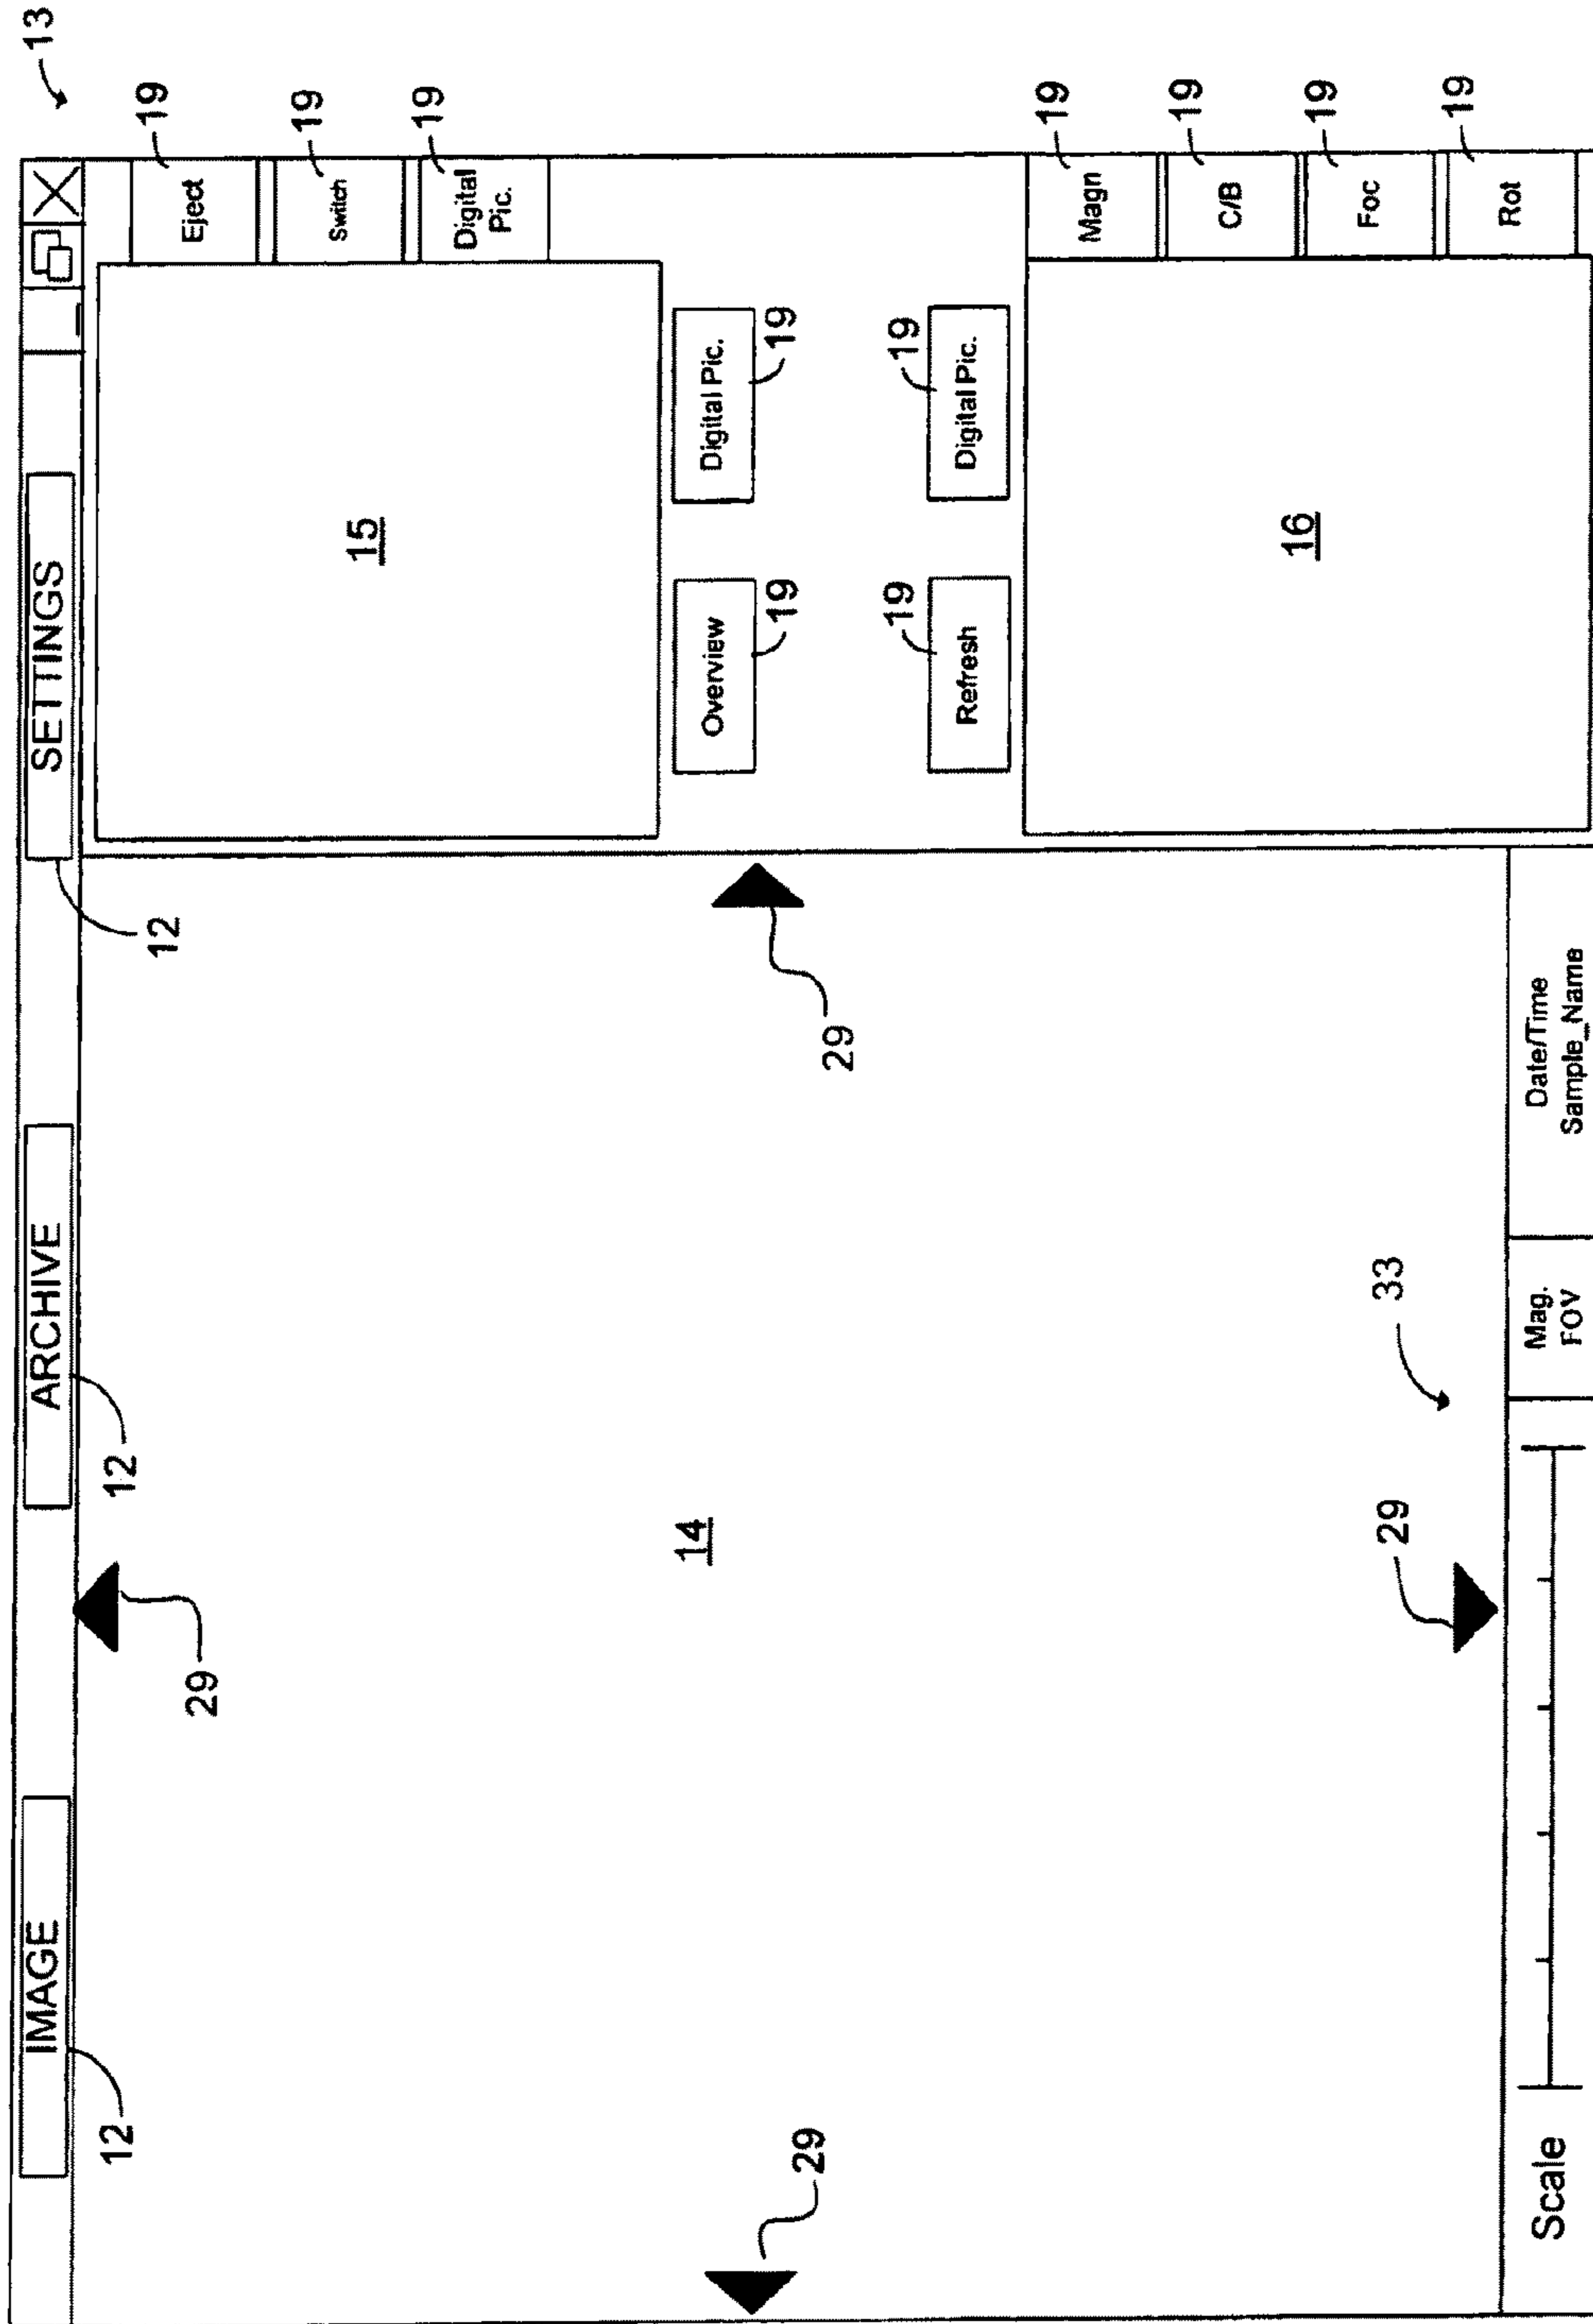 13
IMAGE
ARCHIVE
SETTINGS
12
12
12
29
29
29
29
14
33
15
Eject
19
Switch
19
Digital
Pic.
19
Overview
19
Digital Pic.
19
19
Refresh
19
Digital Pic.
16
Magn
19
C/B
19
Foc
19
Rot
19
Scale
Mag.
FOV
Date/Time
Sample_Name